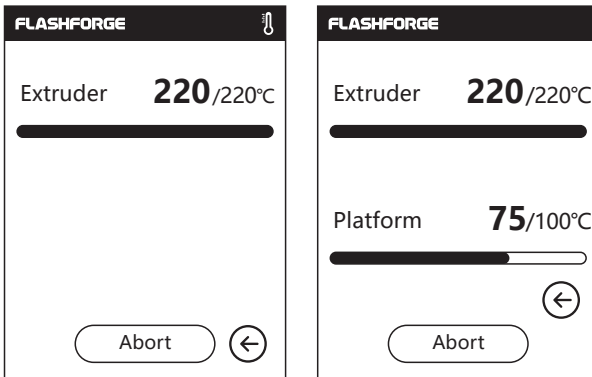 FLASHFORGE
Extruder 220/220℃
Abort
FLASHFORGE
Extruder 220/220℃
Platform 75/100℃
Abort